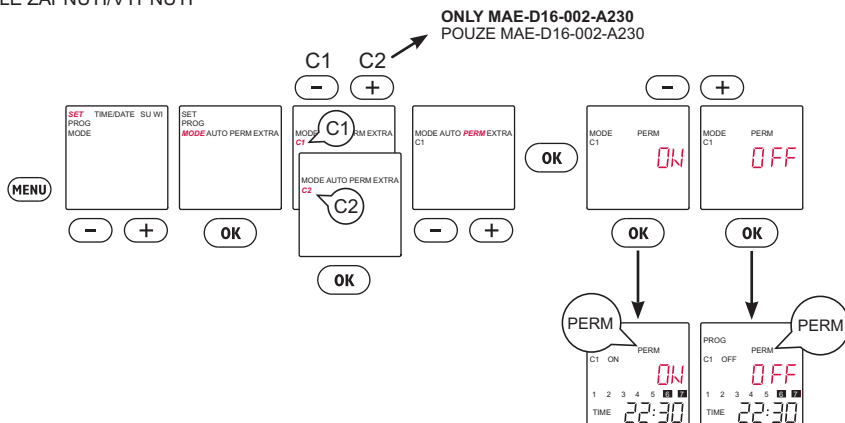 ONLY MAE-D16-002-A230
POUZE MAE-D16-002-A230
C1 C2
− +
SET TIME/DATE SU WI
PROG
MODE
SET
PROG
MODE AUTO PERM EXTRA
C1
C1
MODE AUTO PERM EXTRA
C2
C2
MODE AUTO PERM EXTRA
C1
MENU
− +
OK
OK
− +
OK
− +
MODE PERM
C1
ON
MODE PERM
C1
OFF
OK
OK
PERM
PERM
C1 ON
ON
1 2 3 4 5 6 7
TIME 22:30
PERM
PROG
PERM
C1 OFF
OFF
1 2 3 4 5 6 7
TIME 22:30